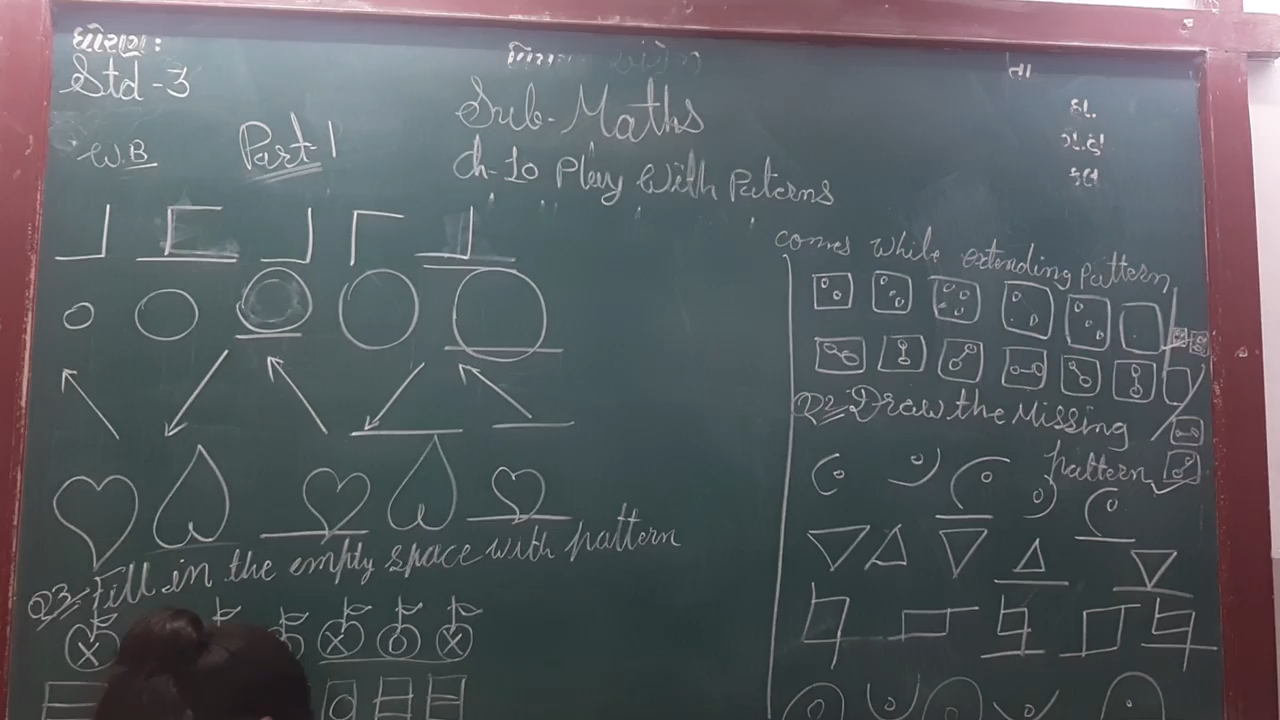 ધોરણ :
Std-3
Sub-Maths
W.B
Part-1
Ch-10 Play With Paterns
તા
હા.
ગે.હા
કુલ
comes while extending Pattern
Q2 Draw the Missing
pattern
Q3 Fill in the empty space with pattern